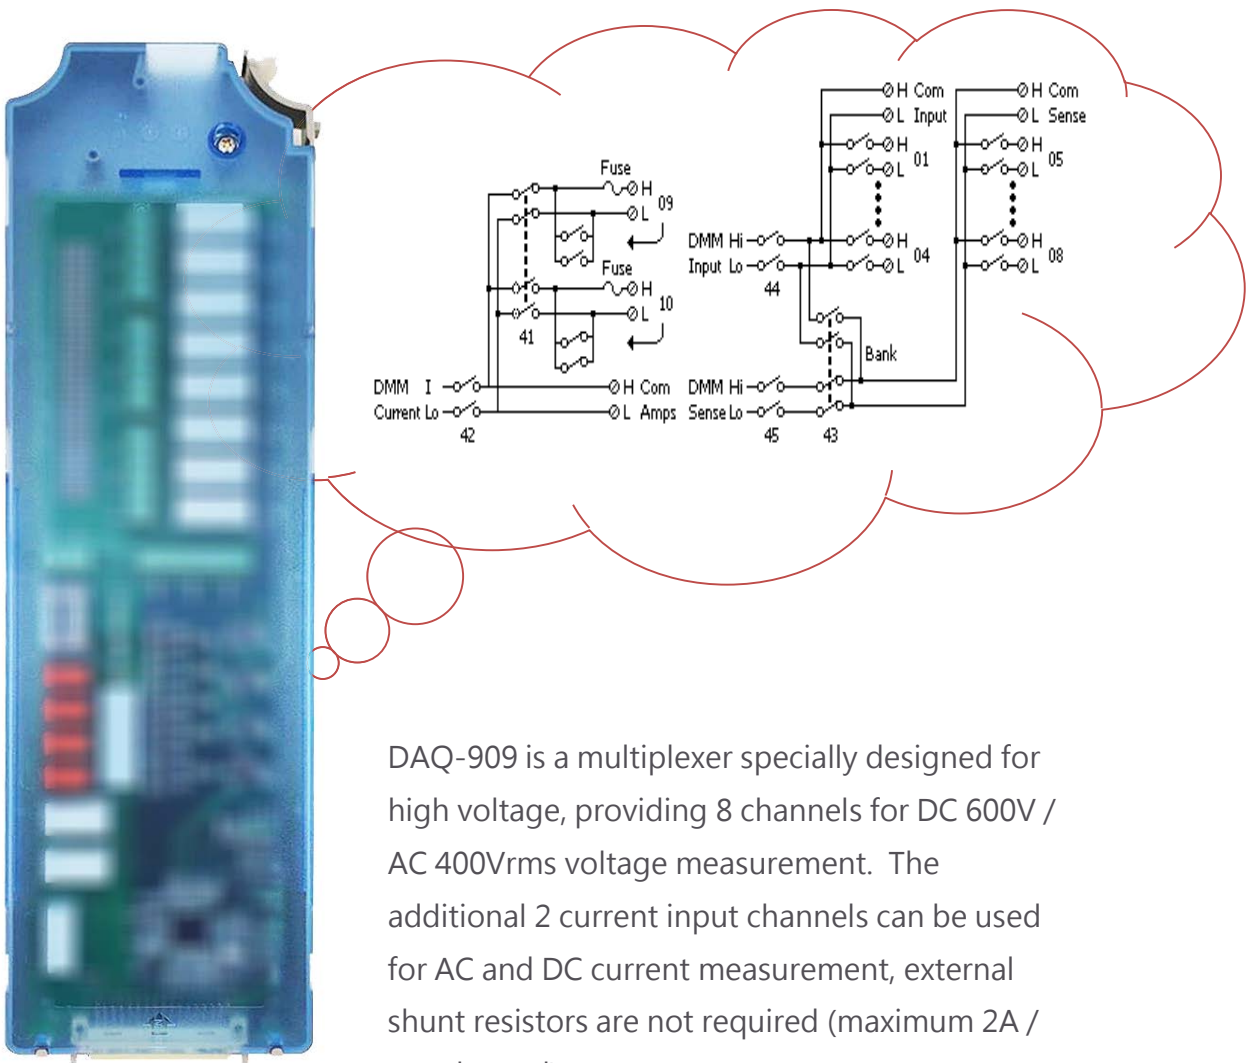 H Com
L Input
H
01
L
H
04
L
H Com
L Sense
H
05
L
H
08
L
Fuse
H
09
L
Fuse
H
10
L
41
DMM I
Current Lo
42
H Com
L Amps
DMM Hi
Input Lo
44
Bank
DMM Hi
Sense Lo
45
43
DAQ-909 is a multiplexer specially designed for
high voltage, providing 8 channels for DC 600V /
AC 400Vrms voltage measurement. The
additional 2 current input channels can be used
for AC and DC current measurement, external
shunt resistors are not required (maximum 2A /